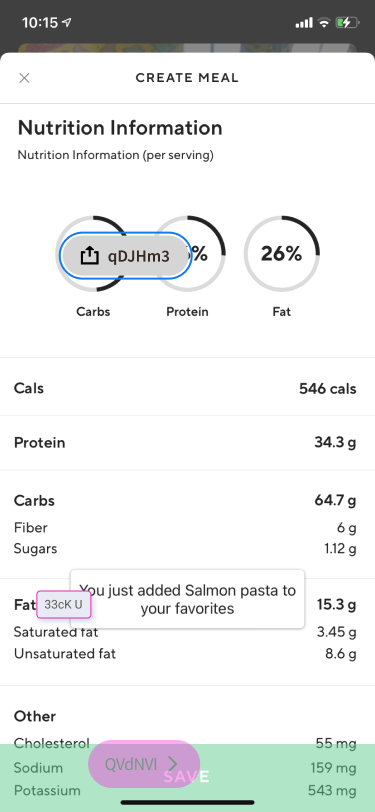 10:15
CREATE MEAL
Nutrition Information
Nutrition Information (per serving)
qDJHm3
%
26%
Carbs
Protein
Fat
Cals
546 cals
Protein
34.3 g
Carbs
64.7 g
Fiber
6 g
Sugars
1.12 g
You just added Salmon pasta to
your favorites
Fat
33cK U
15.3 g
Saturated fat
3.45 g
Unsaturated fat
8.6 g
Other
Cholesterol
55 mg
QVdNVl
SAVE
Sodium
159 mg
Potassium
543 mg